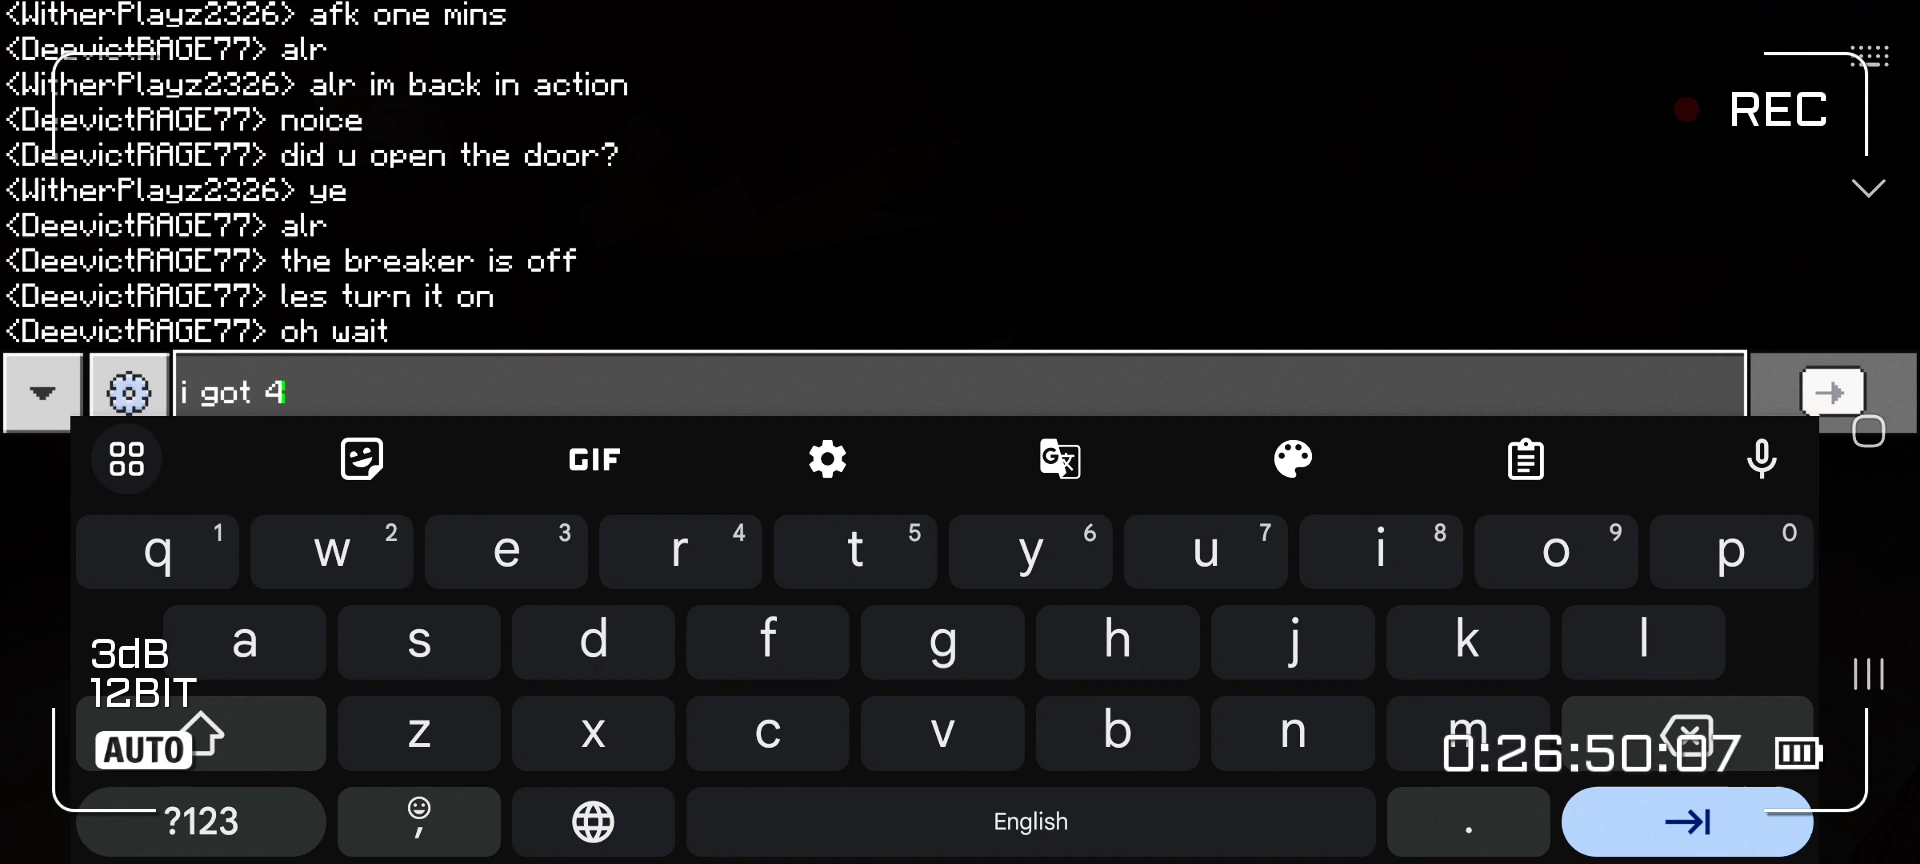 <WitherPlayz2326> afk one mins
<DeevictRAGE77> alr
<WitherPlayz2326> alr im back in action
<DeevictRAGE77> noice
<DeevictRAGE77> did u open the door?
<WitherPlayz2326> ye
<DeevictRAGE77> alr
<DeevictRAGE77> the breaker is off
<DeevictRAGE77> les turn it on
<DeevictRAGE77> oh wait
REC
i got 4
GIF
q 1 w 2 e 3 r 4 t 5 y 6 u 7 i 8 o 9 p 0
a s d f g h j k l
3dB
12BIT
z x c v b n m
AUTO
0:26:50:07
?123 , English .